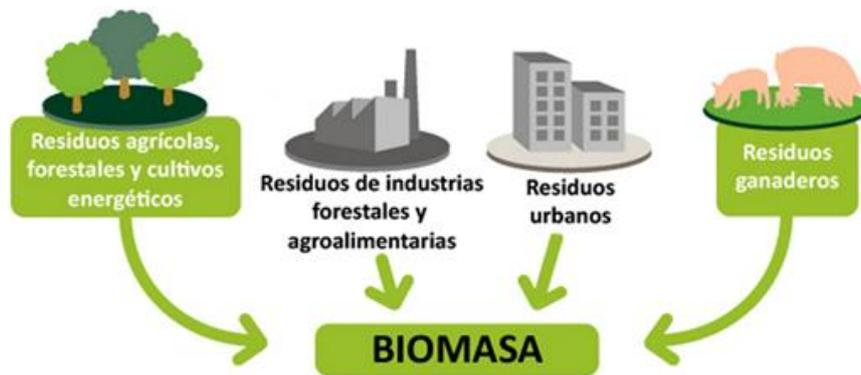 Residuos agrícolas,
forestales y cultivos
energéticos
Residuos de industrias
forestales y
agroalimentarias
Residuos
urbanos
Residuos
ganaderos
BIOMASA